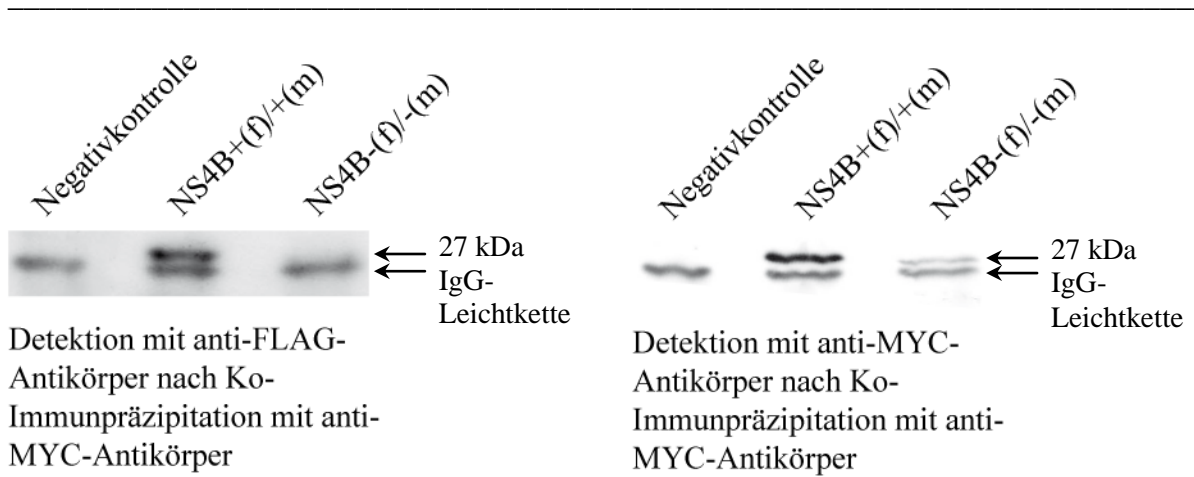 Negativkontrolle
NS4B+(f)/+(m)
NS4B-(f)/-(m)
27 kDa
IgG-
Leichtkette
Detektion mit anti-FLAG-
Antikörper nach Ko-
Immunpräzipitation mit anti-
MYC-Antikörper
Negativkontrolle
NS4B+(f)/+(m)
NS4B-(f)/-(m)
27 kDa
IgG-
Leichtkette
Detektion mit anti-MYC-
Antikörper nach Ko-
Immunpräzipitation mit anti-
MYC-Antikörper